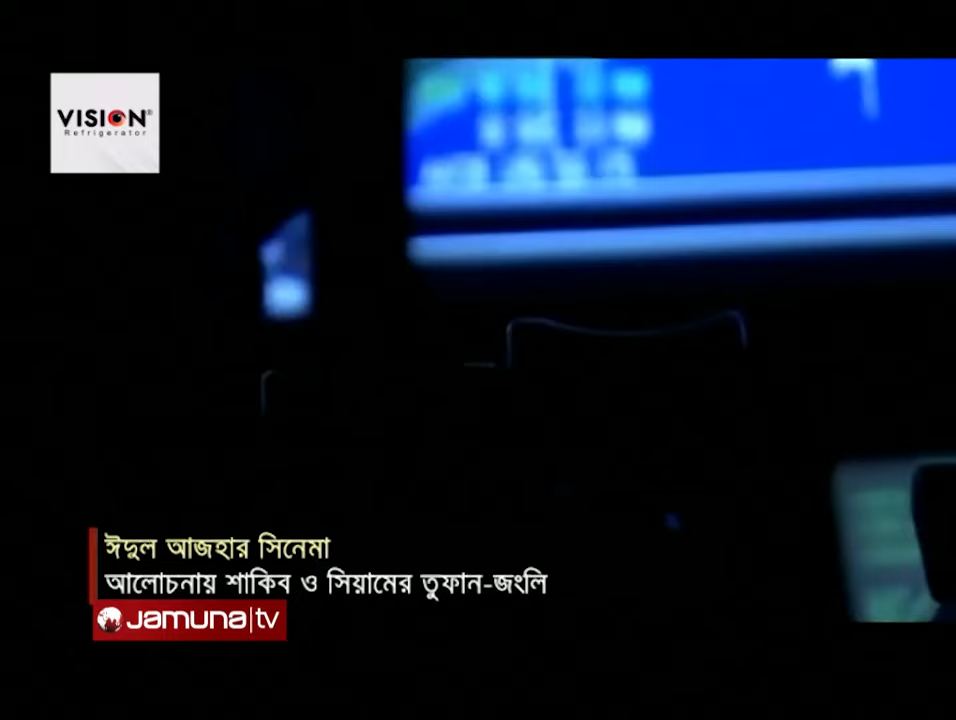 VISION
Refrigerator
ঈদুল আজহার সিনেমা
আলোচনায় শাকিব ও সিয়ামের তুফান-জংলি
Jamuna|tv